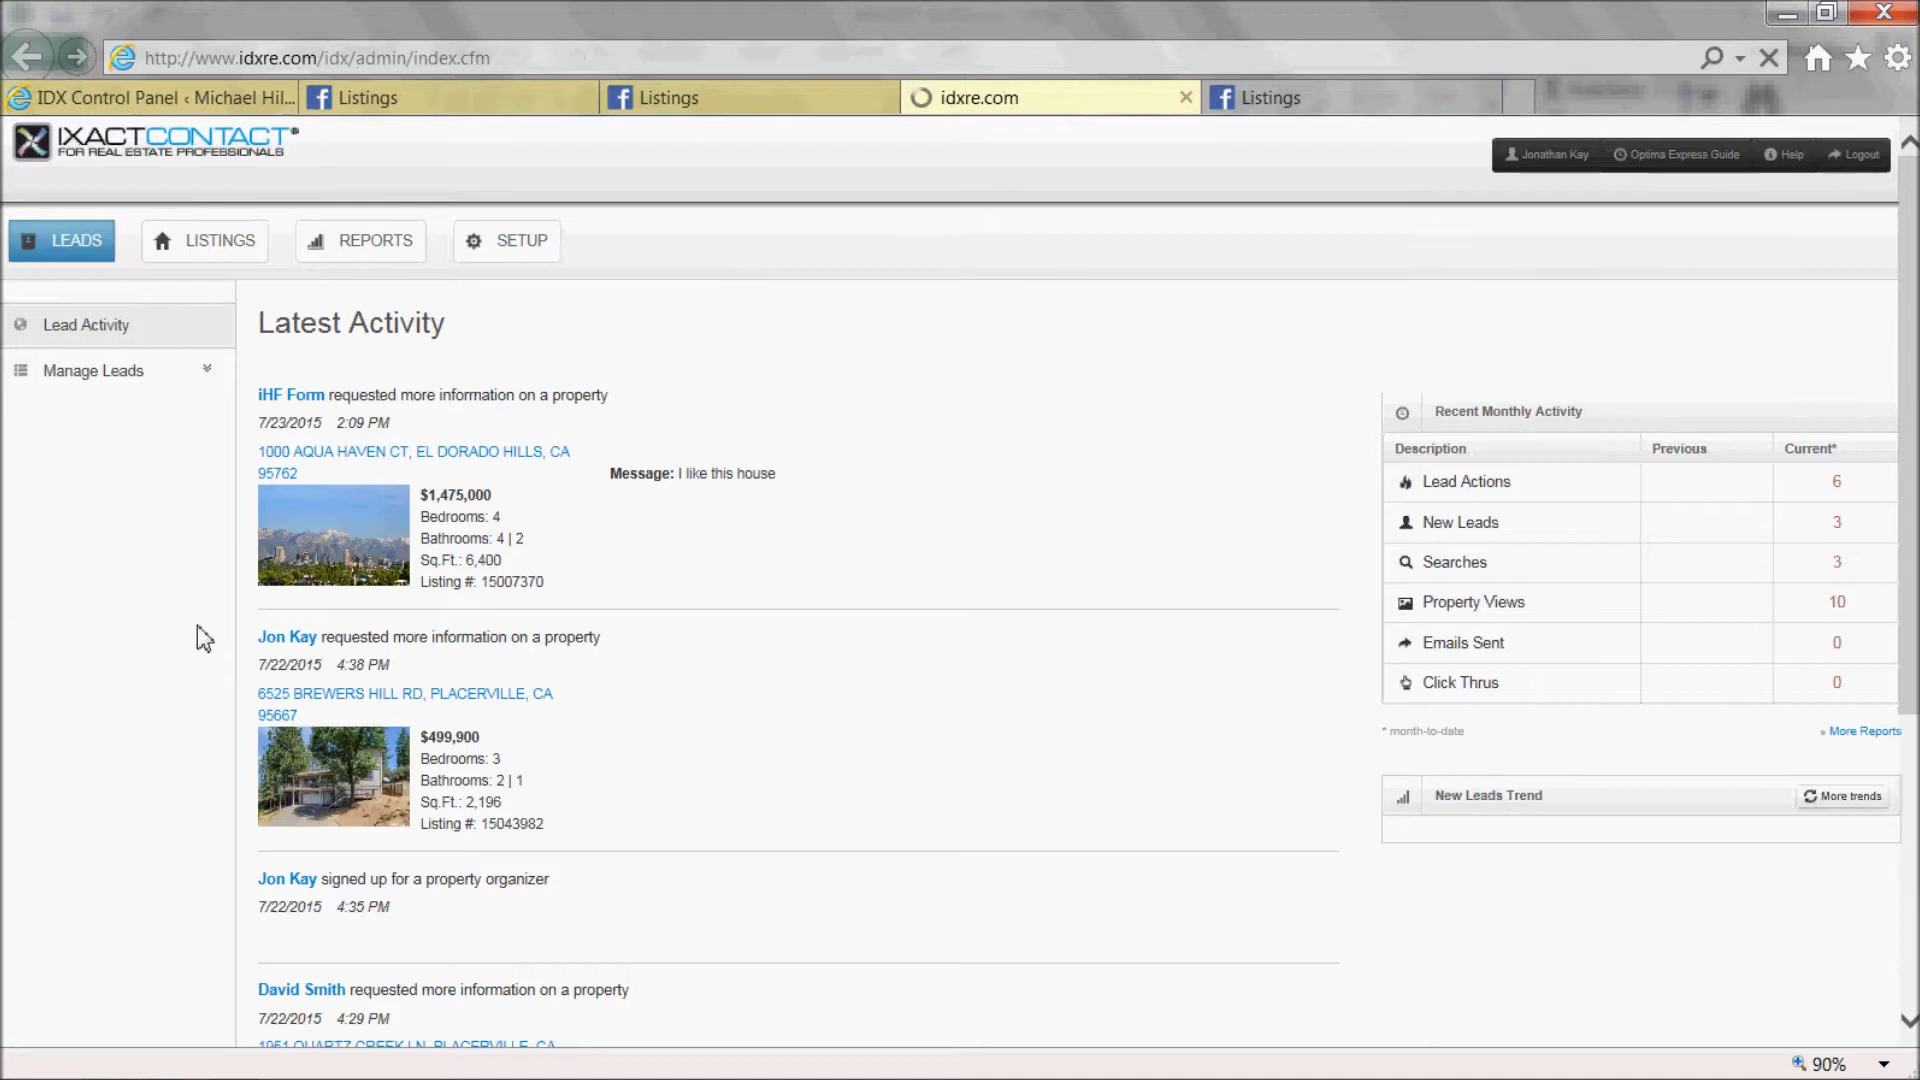 http://www.idxre.com/idx/admin/index.cfm
IDX Control Panel ‹ Michael Hil...
Listings
Listings
idxre.com
Listings
IXACTCONTACT®
FOR REAL ESTATE PROFESSIONALS
Jonathan Kay
Optima Express Guide
Help
Logout
LEADS
LISTINGS
REPORTS
SETUP
Lead Activity
Manage Leads
Latest Activity
iHF Form requested more information on a property
7/23/2015 2:09 PM
1000 AQUA HAVEN CT, EL DORADO HILLS, CA
95762
Message: I like this house
$1,475,000
Bedrooms: 4
Bathrooms: 4 | 2
Sq.Ft.: 6,400
Listing #: 15007370
Jon Kay requested more information on a property
7/22/2015 4:38 PM
6525 BREWERS HILL RD, PLACERVILLE, CA
95667
$499,900
Bedrooms: 3
Bathrooms: 2 | 1
Sq.Ft.: 2,196
Listing #: 15043982
Jon Kay signed up for a property organizer
7/22/2015 4:35 PM
David Smith requested more information on a property
7/22/2015 4:29 PM
1951 QUARTZ CREEK LN, PLACERVILLE, CA
Recent Monthly Activity
Description Previous Current*
Lead Actions 6
New Leads 3
Searches 3
Property Views 10
Emails Sent 0
Click Thrus 0
* month-to-date
» More Reports
New Leads Trend
More trends
90%